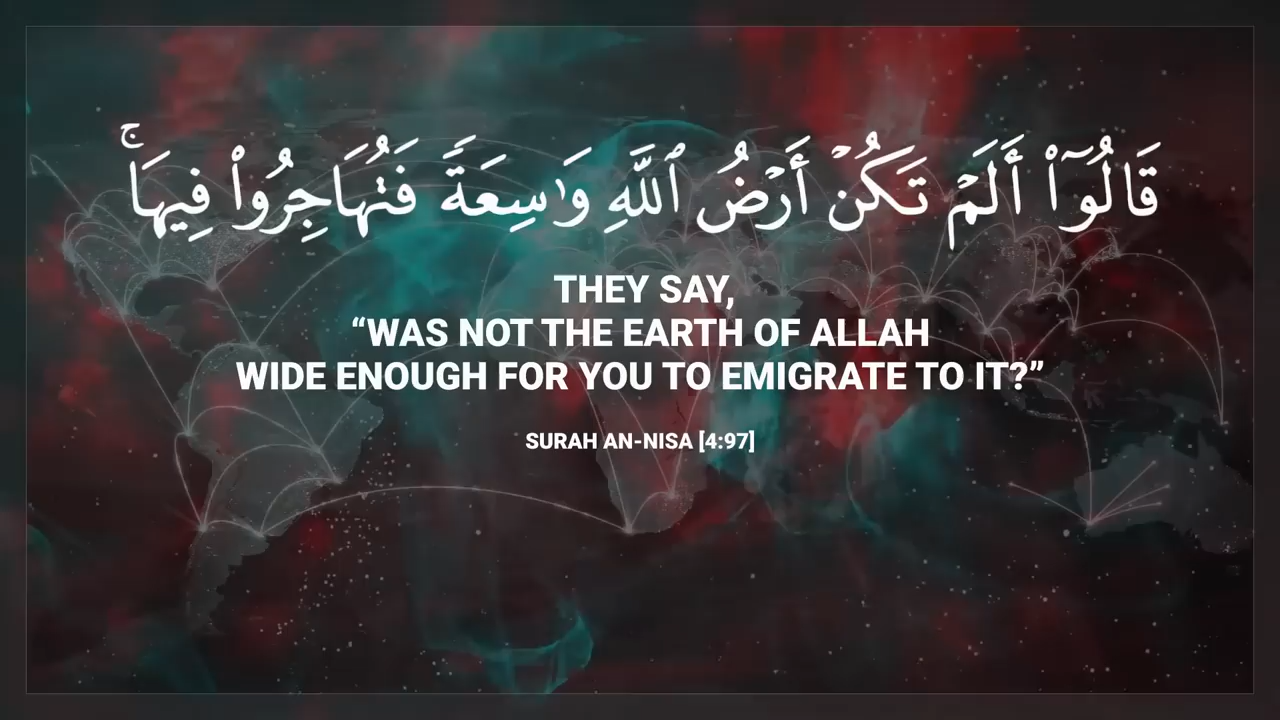 قَالُوٓا۟ أَلَمْ تَكُنْ أَرْضُ ٱللَّهِ وَٰسِعَةً فَتُهَاجِرُوا۟ فِيهَا ۚ
THEY SAY,
“WAS NOT THE EARTH OF ALLAH
WIDE ENOUGH FOR YOU TO EMIGRATE TO IT?”
SURAH AN-NISA [4:97]